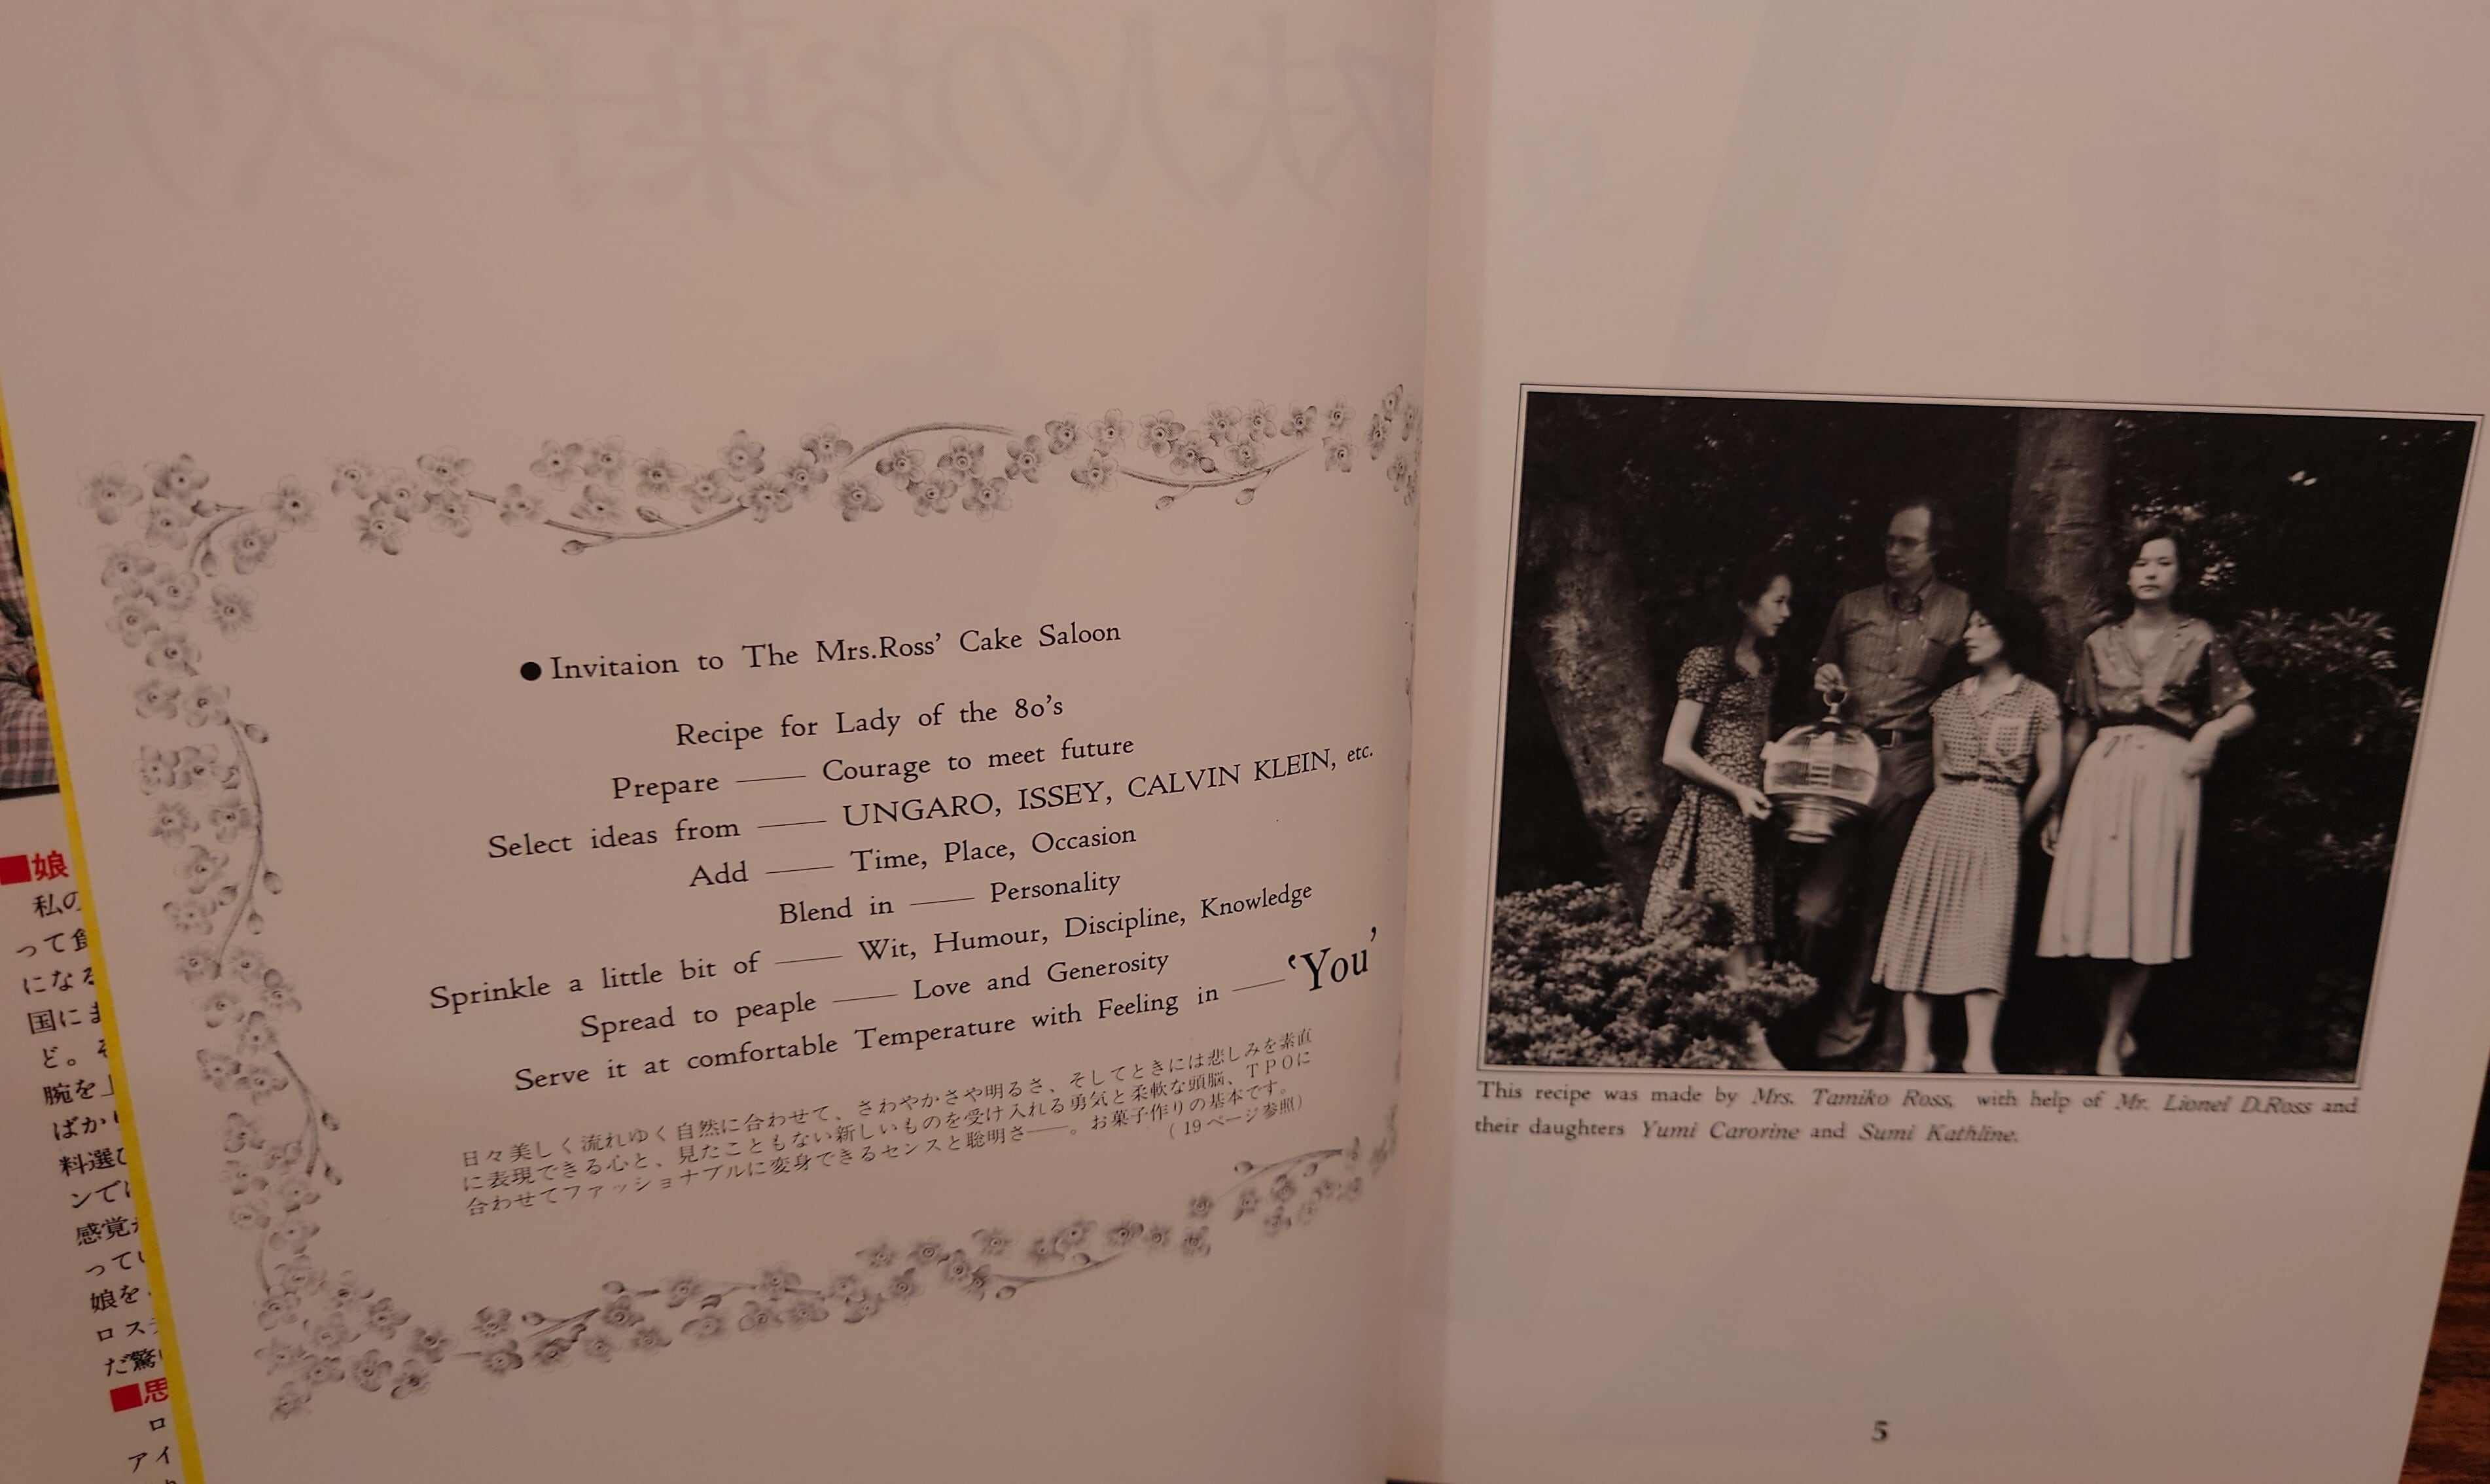 ● Invitaion to The Mrs.Ross' Cake Saloon
Recipe for Lady of the 80's
Prepare —— Courage to meet future
Select ideas from —— UNGARO, ISSEY, CALVIN KLEIN, etc.
Add —— Time, Place, Occasion
Blend in —— Personality
Sprinkle a little bit of —— Wit, Humour, Discipline, Knowledge
Spread to peaple —— Love and Generosity
Serve it at comfortable Temperature with Feeling in —— ‘You’
日々美しく流れゆく自然に合わせて、さわやかさや明るさ、そしてときには悲しみを素直
に表現できる心と、見たこともない新しいものを受け入れる勇気と柔軟な頭脳、TPOに
合わせてファッショナブルに変身できるセンスと聡明さ——。お菓子作りの基本です。
(19ページ参照)
This recipe was made by Mrs. Tamiko Ross, with help of Mr. Lionel D.Ross and
their daughters Yumi Carorine and Sumi Kathline.
5
■娘
私の
って食
になる
国にま
ど。そ
腕を
ばかり
料選び
ンでは
感覚
ってい
娘を
ロス
だ驚
■思
ロ
アイ